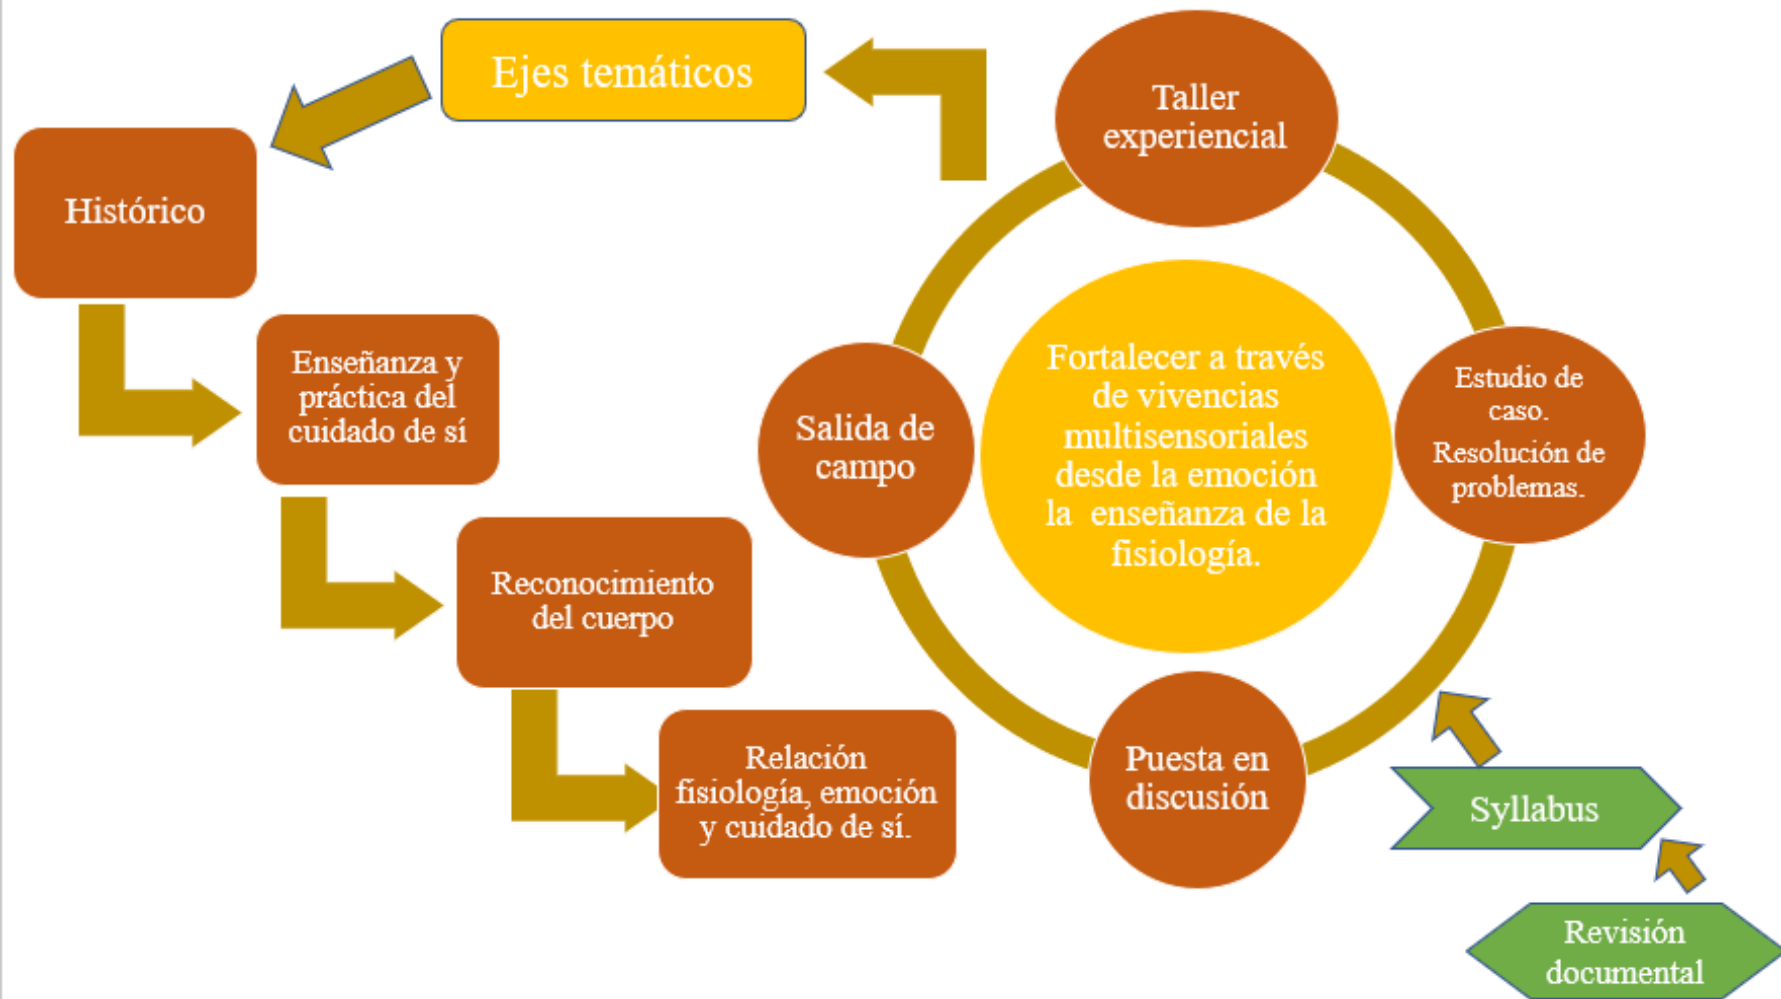 Ejes temáticos
Histórico
Enseñanza y
práctica del
cuidado de sí
Reconocimiento
del cuerpo
Relación
fisiología, emoción
y cuidado de sí.
Taller
experiencial
Estudio de
caso.
Resolución de
problemas.
Puesta en
discusión
Salida de
campo
Fortalecer a través
de vivencias
multisensoriales
desde la emoción
la  enseñanza de la
fisiología.
Syllabus
Revisión
documental